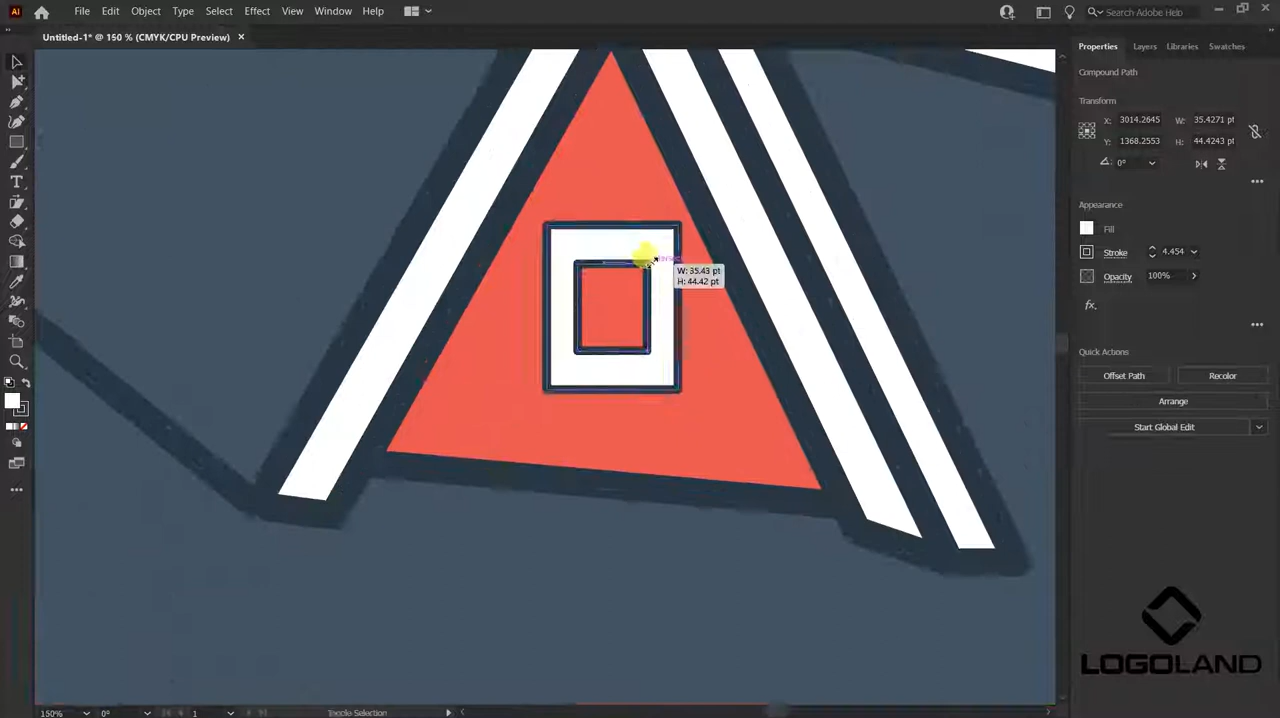 File Edit Object Type Select Effect View Window Help
Search Adobe Help
Untitled-1* @ 150 % (CMYK/CPU Preview) ×
Properties Layers Libraries Swatches
Compound Path
Transform
X: 3014.2645 W: 35.4271 pt
Y: 1368.2553 H: 44.4243 pt
0°
Appearance
Fill
Stroke 4.454
Opacity 100%
fx.
Quick Actions
Offset Path Recolor
Arrange
Start Global Edit
W: 35.43 pt
H: 44.42 pt
LOGOLAND
150% 0° 1 Toggle Selection